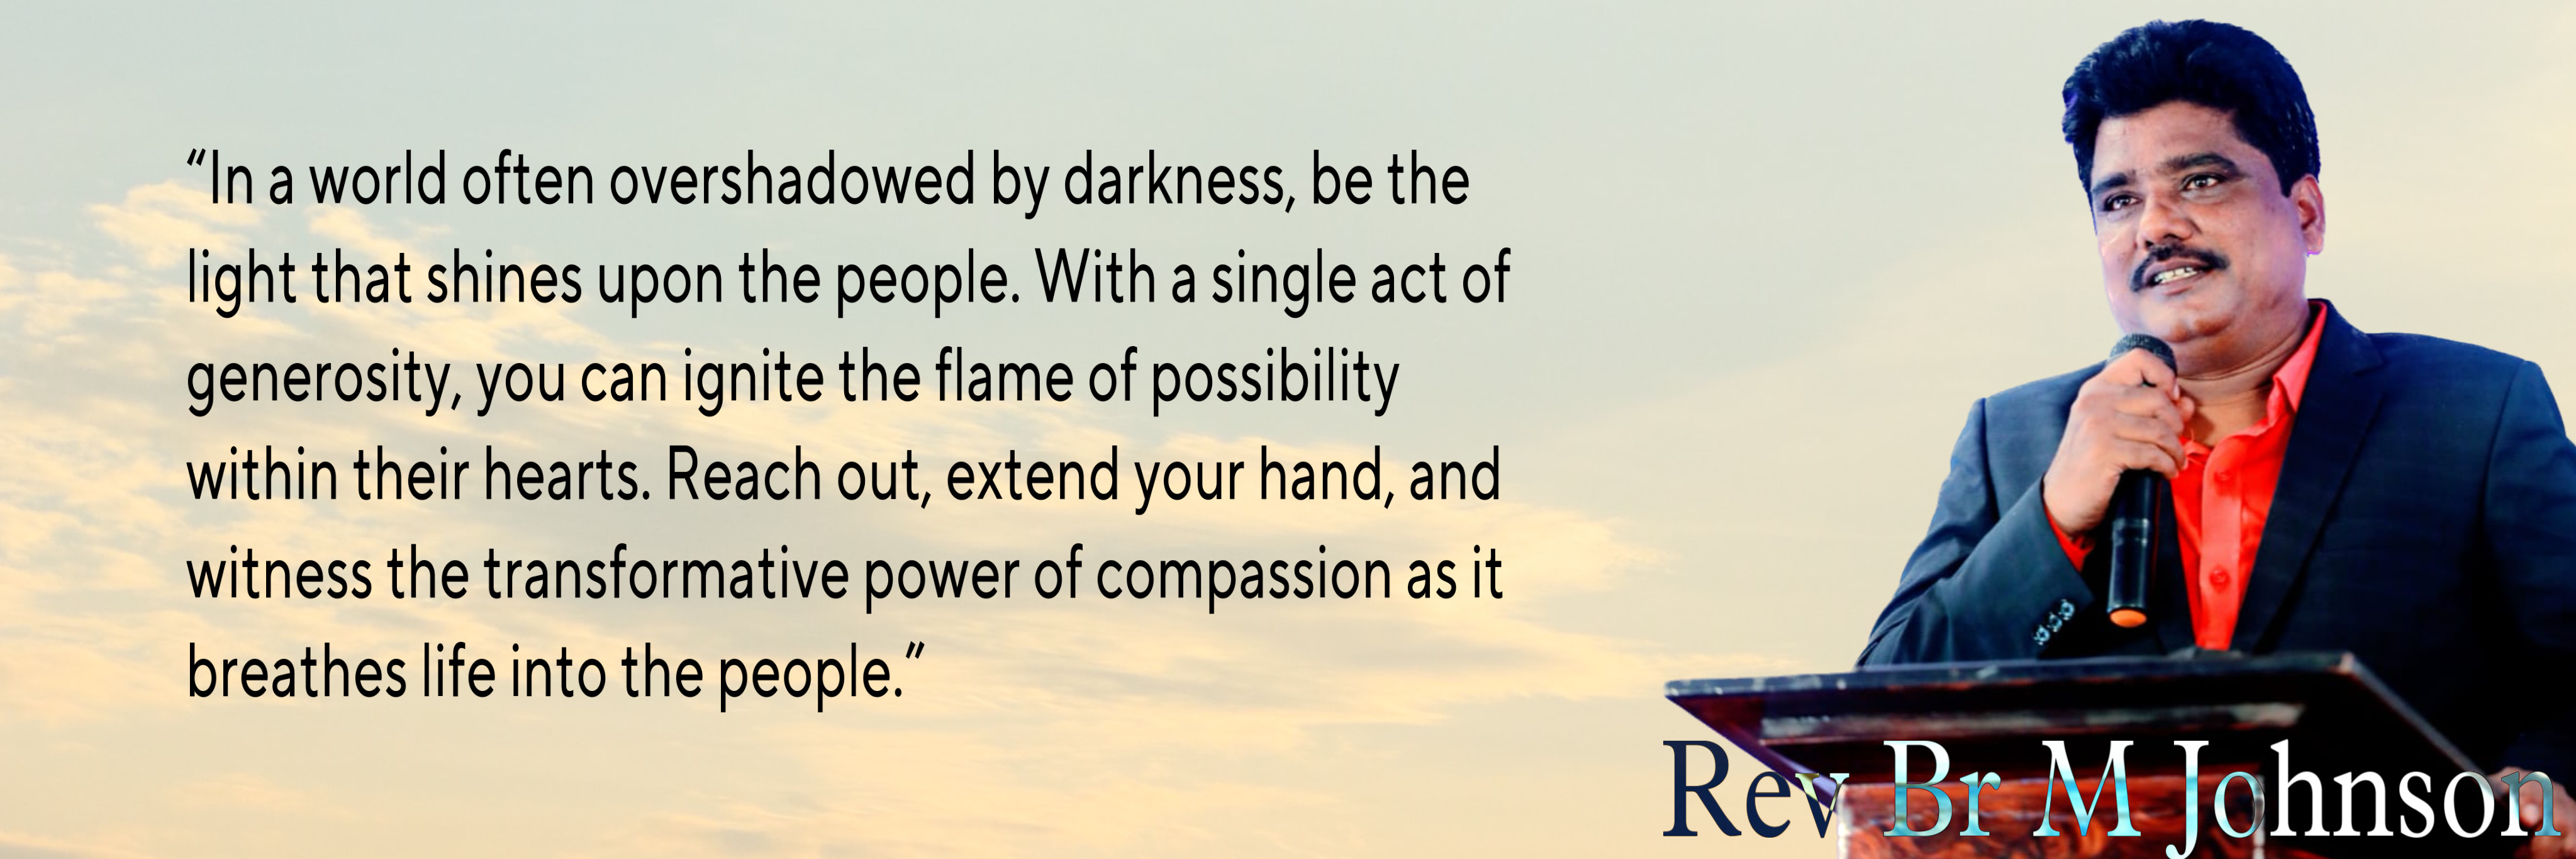 “In a world often overshadowed by darkness, be the
light that shines upon the people. With a single act of
generosity, you can ignite the flame of possibility
within their hearts. Reach out, extend your hand, and
witness the transformative power of compassion as it
breathes life into the people.”
Rev Br M Johnson